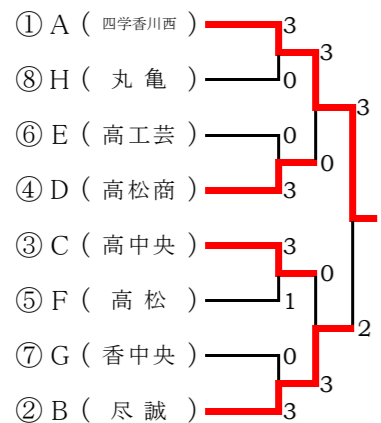 ① A ( 四学香川西 ) 3
3
⑧ H ( 丸 亀 ) 0
3
⑥ E ( 高工芸 ) 0
0
④ D ( 高松商 ) 3
③ C ( 高中央 ) 3
0
⑤ F ( 高 松 ) 1
2
⑦ G ( 香中央 ) 0
3
② B ( 尽 誠 ) 3